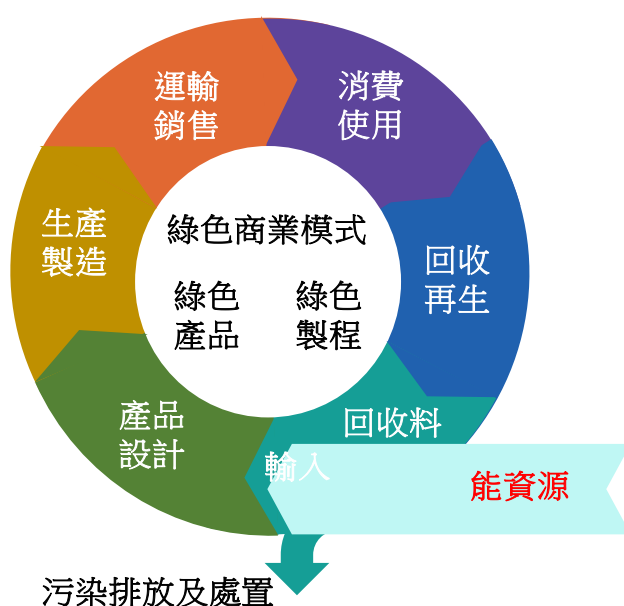 運輸
銷售
消費
使用
生產
製造
綠色商業模式
綠色
產品
綠色
製程
回收
再生
產品
設計
回收料
輸入
能資源
污染排放及處置